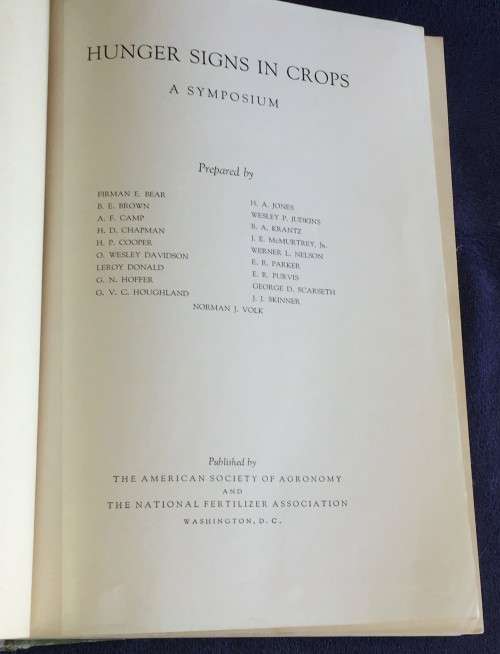 HUNGER SIGNS IN CROPS
A SYMPOSIUM
Prepared by
FIRMAN E. BEAR
B. E. BROWN
A. F. CAMP
H. D. CHAPMAN
H. P. COOPER
O. WESLEY DAVIDSON
LEROY DONALD
G. N. HOFFER
G. V. C. HOUGHLAND
H. A. JONES
WESLEY P. JUDKINS
B. A. KRANTZ
J. E. McMURTREY, Jr.
WERNER L. NELSON
E. R. PARKER
E. R. PURVIS
GEORGE D. SCARSETH
J. J. SKINNER
NORMAN J. VOLK
Published by
THE AMERICAN SOCIETY OF AGRONOMY
AND
THE NATIONAL FERTILIZER ASSOCIATION
WASHINGTON, D. C.